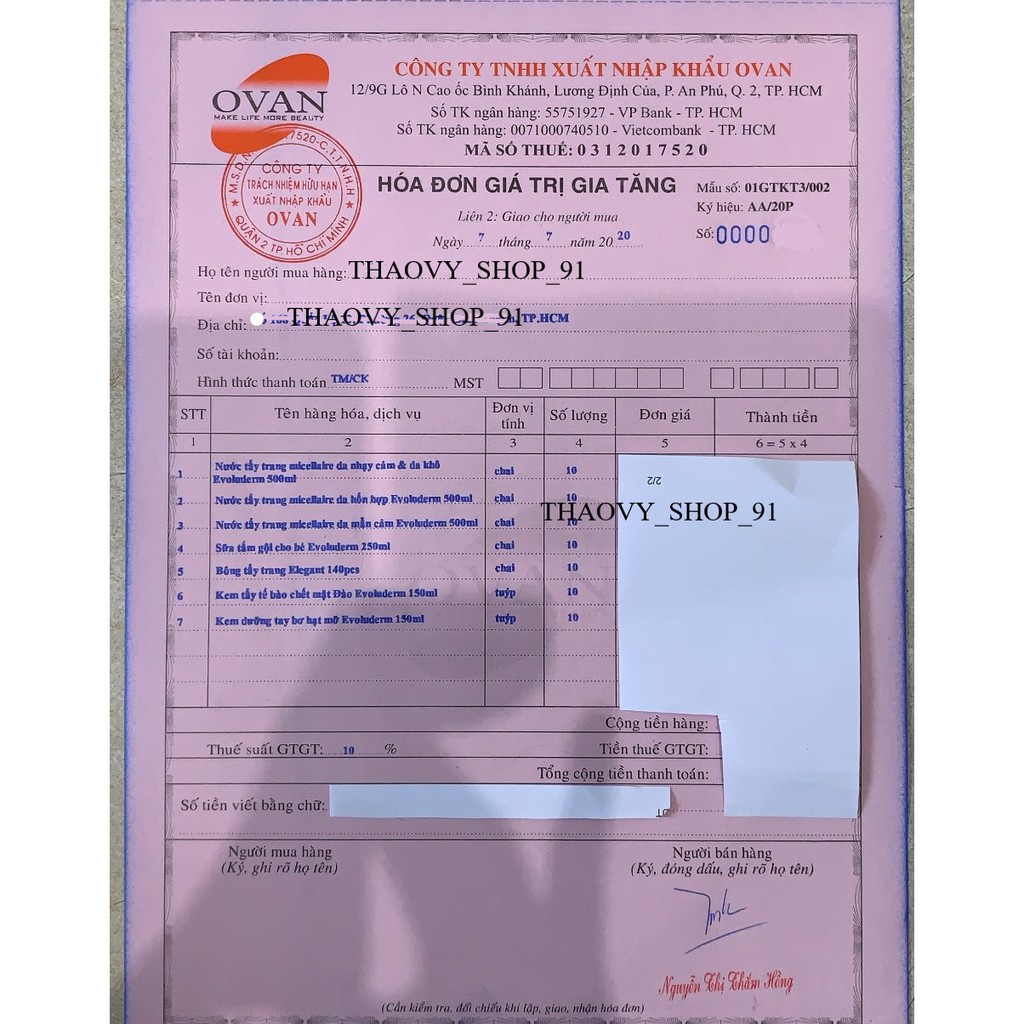 OVAN
MAKE LIFE MORE BEAUTY
CÔNG TY TNHH XUẤT NHẬP KHẨU OVAN
12/9G Lô N Cao ốc Bình Khánh, Lương Định Của, P. An Phú, Q. 2, TP. HCM
Số TK ngân hàng: 55751927 - VP Bank - TP. HCM
Số TK ngân hàng: 0071000740510 - Vietcombank - TP. HCM
MÃ SỐ THUẾ: 0312017520
17520-C.T.T.N.H.H
M.S.D.N
CÔNG TY
TRÁCH NHIỆM HỮU HẠN
XUẤT NHẬP KHẨU
OVAN
QUẬN 2 TP. HỒ CHÍ MINH
HÓA ĐƠN GIÁ TRỊ GIA TĂNG
Mẫu số: 01GTKT3/002
Ký hiệu: AA/20P
Liên 2: Giao cho người mua
Số: 0000
Ngày 7 tháng 7 năm 20 20
Họ tên người mua hàng: THAOVY_SHOP_91
Tên đơn vị:
Địa chỉ: THAOVY_SHOP_91 TP.HCM
Số tài khoản:
Hình thức thanh toán TM/CK MST
STT Tên hàng hóa, dịch vụ Đơn vị tính Số lượng Đơn giá Thành tiền
1 2 3 4 5 6 = 5 x 4
1 Nước tẩy trang micellaire da nhạy cảm & da khô Evoluderm 500ml chai 10
2 Nước tẩy trang micellaire da hỗn hợp Evoluderm 500ml chai 10
3 Nước tẩy trang micellaire da mẫn cảm Evoluderm 500ml chai 10
4 Sữa tắm gội cho bé Evoluderm 250ml chai 10
5 Bông tẩy trang Elegant 140pcs chai 10
6 Kem tẩy tế bào chết mặt Đào Evoluderm 150ml tuýp 10
7 Kem dưỡng tay bơ hạt mỡ Evoluderm 150ml tuýp 10
2/2
THAOVY_SHOP_91
Cộng tiền hàng:
Thuế suất GTGT: 10 % Tiền thuế GTGT:
Tổng cộng tiền thanh toán:
Số tiền viết bằng chữ:
Người mua hàng
(Ký, ghi rõ họ tên)
Người bán hàng
(Ký, đóng dấu, ghi rõ họ tên)
Nguyễn Thị Thắm Hồng
(Cần kiểm tra, đối chiếu khi lập, giao, nhận hóa đơn)